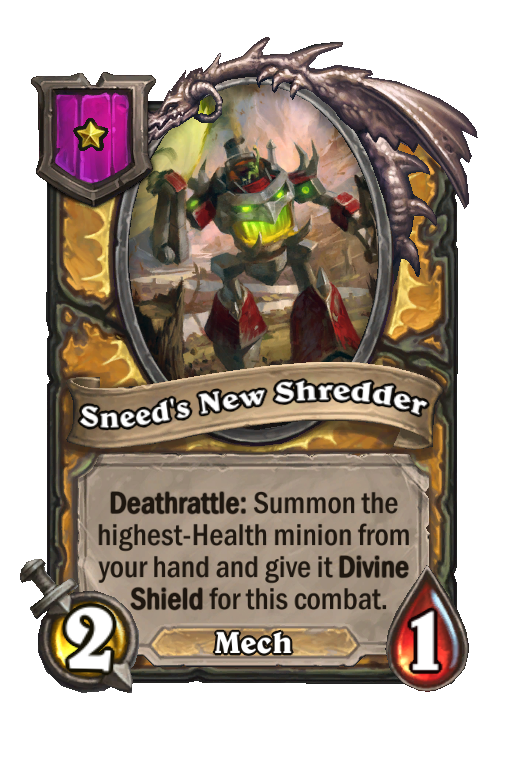 Sneed's New Shredder
Deathrattle: Summon the
highest-Health minion from
your hand and give it Divine
Shield for this combat.
2
Mech
1